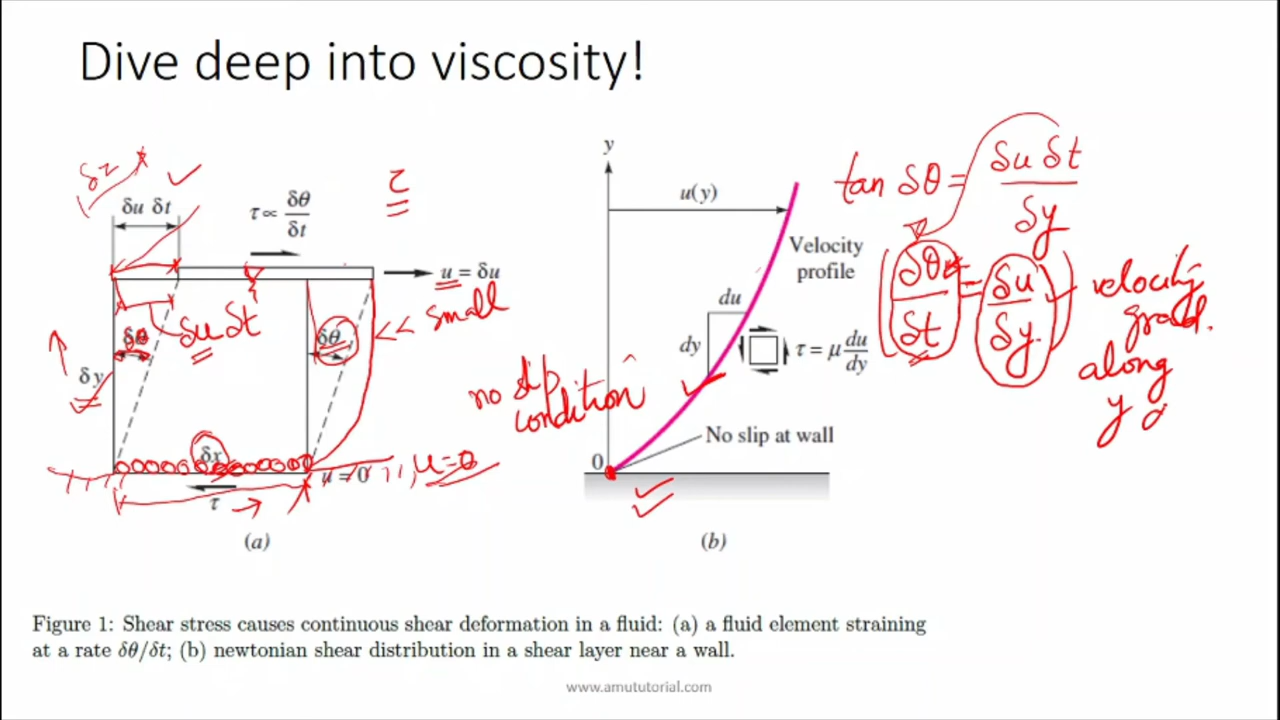 Dive deep into viscosity!
δz
δu δt
τ ∝ δθ/δt
τ
u = δu
small
δθ
δu δt
δθ
δy
δx
u = 0
u=0
τ
(a)
no slip condition
y
u(y)
Velocity
profile
du
dy
τ = μ du/dy
No slip at wall
0
(b)
tan δθ = δu δt / δy
(δθ/δt = δu/δy)
velocity
grad.
along
y
Figure 1: Shear stress causes continuous shear deformation in a fluid: (a) a fluid element straining
at a rate δθ/δt; (b) newtonian shear distribution in a shear layer near a wall.
www.amututorial.com